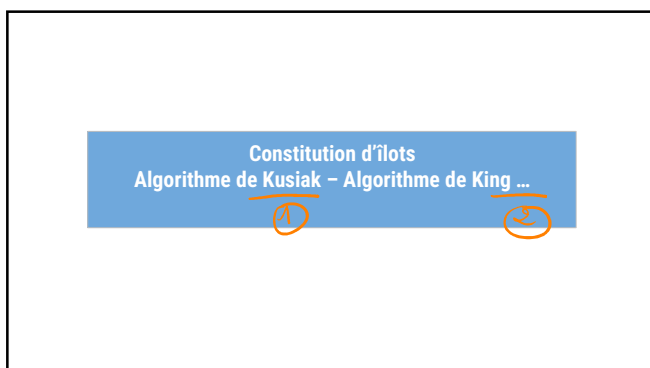 Constitution d'îlots
Algorithme de Kusiak – Algorithme de King ...
1
2